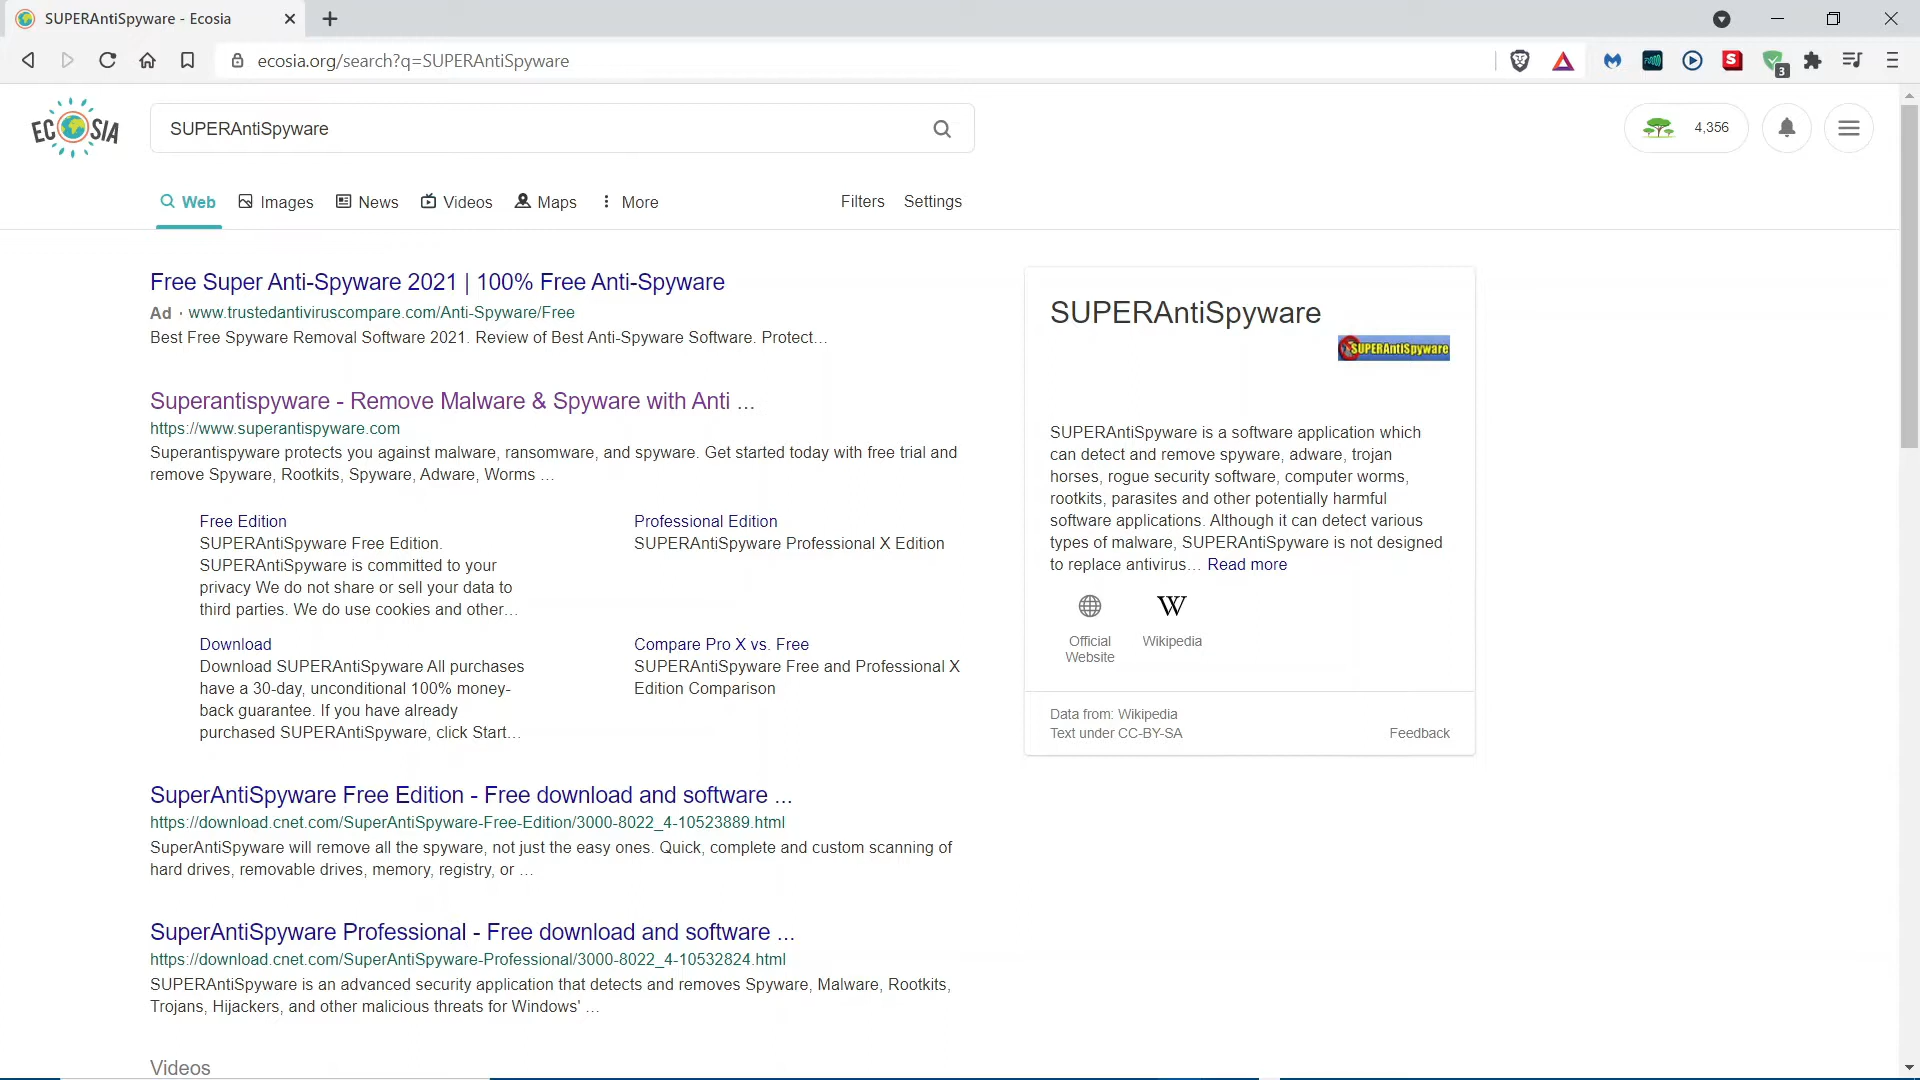 SUPERAntiSpyware - Ecosia
ecosia.org/search?q=SUPERAntiSpyware
3
ECOSIA
SUPERAntiSpyware
4,356
Web
Images
News
Videos
Maps
More
Filters
Settings
Free Super Anti-Spyware 2021 | 100% Free Anti-Spyware
Ad · www.trustedantiviruscompare.com/Anti-Spyware/Free
Best Free Spyware Removal Software 2021. Review of Best Anti-Spyware Software. Protect...
Superantispyware - Remove Malware & Spyware with Anti ...
https://www.superantispyware.com
Superantispyware protects you against malware, ransomware, and spyware. Get started today with free trial and
remove Spyware, Rootkits, Spyware, Adware, Worms ...
Free Edition
SUPERAntiSpyware Free Edition.
SUPERAntiSpyware is committed to your
privacy We do not share or sell your data to
third parties. We do use cookies and other...
Professional Edition
SUPERAntiSpyware Professional X Edition
Download
Download SUPERAntiSpyware All purchases
have a 30-day, unconditional 100% money-
back guarantee. If you have already
purchased SUPERAntiSpyware, click Start...
Compare Pro X vs. Free
SUPERAntiSpyware Free and Professional X
Edition Comparison
SuperAntiSpyware Free Edition - Free download and software ...
https://download.cnet.com/SuperAntiSpyware-Free-Edition/3000-8022_4-10523889.html
SuperAntiSpyware will remove all the spyware, not just the easy ones. Quick, complete and custom scanning of
hard drives, removable drives, memory, registry, or ...
SuperAntiSpyware Professional - Free download and software ...
https://download.cnet.com/SuperAntiSpyware-Professional/3000-8022_4-10532824.html
SUPERAntiSpyware is an advanced security application that detects and removes Spyware, Malware, Rootkits,
Trojans, Hijackers, and other malicious threats for Windows' ...
Videos
SUPERAntiSpyware
SUPERAntiSpyware
SUPERAntiSpyware is a software application which
can detect and remove spyware, adware, trojan
horses, rogue security software, computer worms,
rootkits, parasites and other potentially harmful
software applications. Although it can detect various
types of malware, SUPERAntiSpyware is not designed
to replace antivirus... Read more
Official
Website
W
Wikipedia
Data from: Wikipedia
Text under CC-BY-SA
Feedback